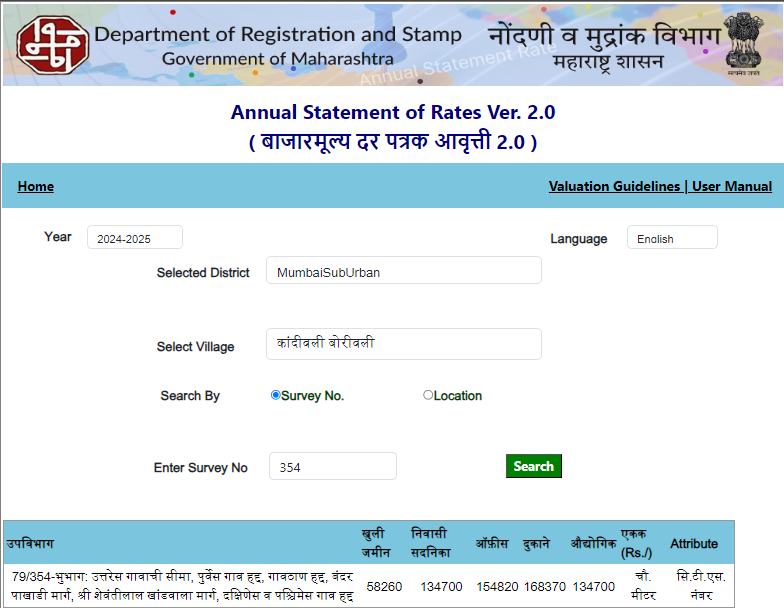 Department of Registration and Stamp
Government of Maharashtra
नोंदणी व मुद्रांक विभाग
महाराष्ट्र शासन
Annual Statement Rate
सत्यमेव जयते
Annual Statement of Rates Ver. 2.0
( बाजारमूल्य दर पत्रक आवृत्ती 2.0 )
Home
Valuation Guidelines | User Manual
Year 2024-2025 Language English
Selected District MumbaiSubUrban
Select Village कांदीवली बोरीवली
Search By Survey No. Location
Enter Survey No 354 Search
उपविभाग खुली जमीन निवासी सदनिका ऑफ़ीस दुकाने औद्योगिक एकक (Rs./) Attribute
79/354-भुभाग: उत्तरेस गावाची सीमा, पुर्वेस गाव हद्द, गावठाण हद्द, बंदर
पाखाडी मार्ग, श्री शेवंतीलाल खांडवाला मार्ग, दक्षिणेस व पश्चिमेस गाव हद्द
58260 134700 154820 168370 134700 चौ. मीटर सि.टी.एस. नंबर